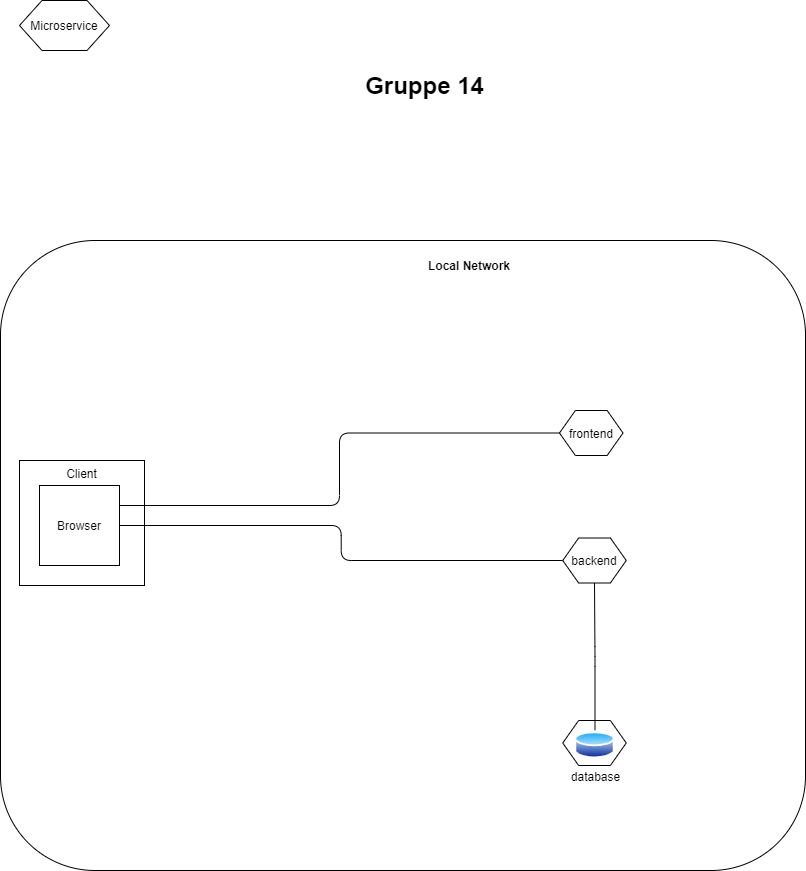 Microservice
Gruppe 14
Local Network
frontend
Client
Browser
backend
database